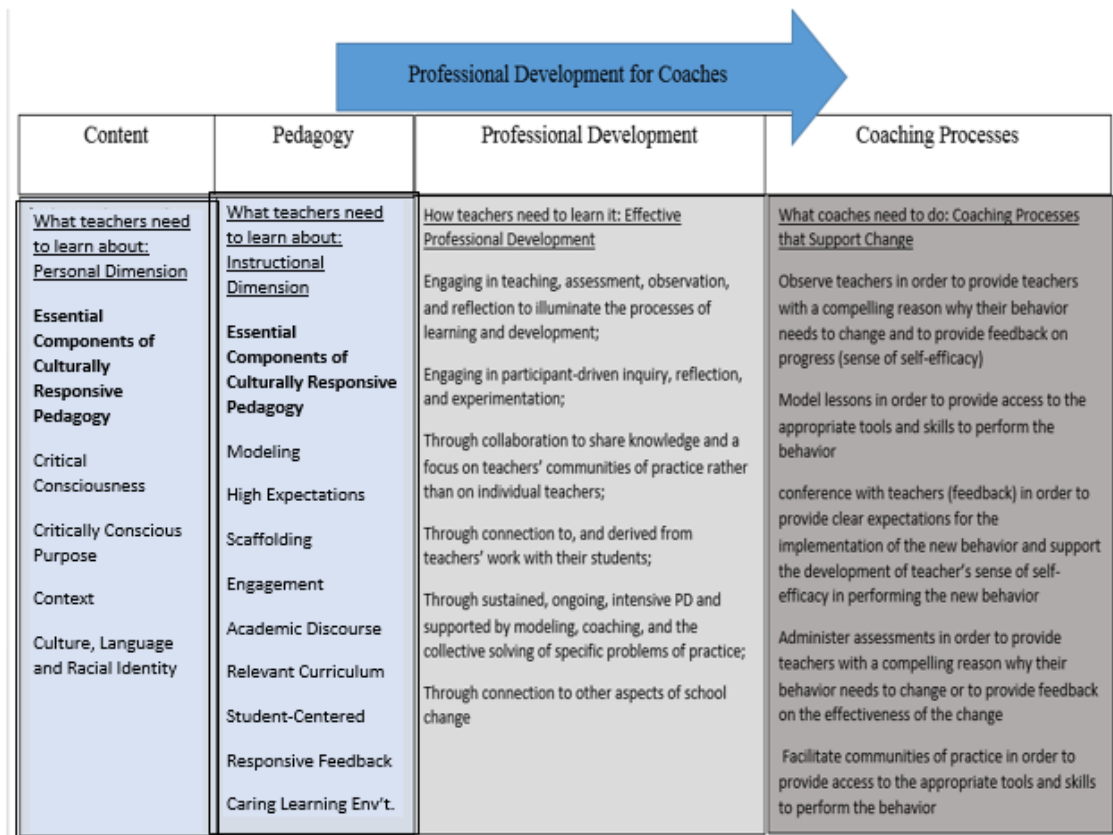 Professional Development for Coaches
Content
Pedagogy
Professional Development
Coaching Processes
What teachers need
to learn about:
Personal Dimension
Essential
Components of
Culturally
Responsive
Pedagogy
Critical
Consciousness
Critically Conscious
Purpose
Context
Culture, Language
and Racial Identity
What teachers need
to learn about:
Instructional
Dimension
Essential
Components of
Culturally Responsive
Pedagogy
Modeling
High Expectations
Scaffolding
Engagement
Academic Discourse
Relevant Curriculum
Student-Centered
Responsive Feedback
Caring Learning Env't.
How teachers need to learn it: Effective
Professional Development
Engaging in teaching, assessment, observation,
and reflection to illuminate the processes of
learning and development;
Engaging in participant-driven inquiry, reflection,
and experimentation;
Through collaboration to share knowledge and a
focus on teachers' communities of practice rather
than on individual teachers;
Through connection to, and derived from
teachers' work with their students;
Through sustained, ongoing, intensive PD and
supported by modeling, coaching, and the
collective solving of specific problems of practice;
Through connection to other aspects of school
change
What coaches need to do: Coaching Processes
that Support Change
Observe teachers in order to provide teachers
with a compelling reason why their behavior
needs to change and to provide feedback on
progress (sense of self-efficacy)
Model lessons in order to provide access to the
appropriate tools and skills to perform the
behavior
conference with teachers (feedback) in order to
provide clear expectations for the
implementation of the new behavior and support
the development of teacher's sense of self-
efficacy in performing the new behavior
Administer assessments in order to provide
teachers with a compelling reason why their
behavior needs to change or to provide feedback
on the effectiveness of the change
Facilitate communities of practice in order to
provide access to the appropriate tools and skills
to perform the behavior